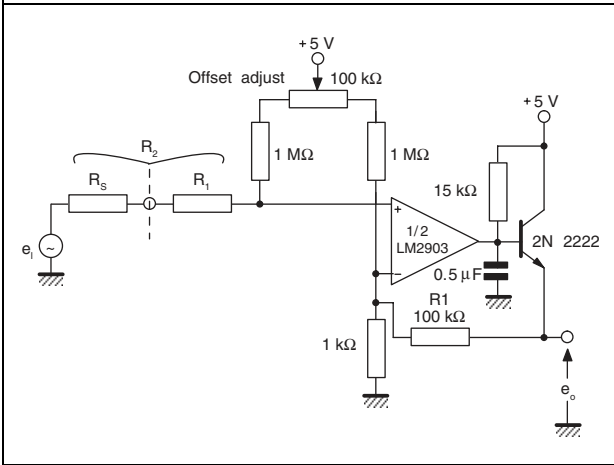 +5 V
Offset adjust 100 kΩ
+5 V
R2
1 MΩ
1 MΩ
15 kΩ
RS
R1
+
1/2
LM2903
2N 2222
eI
~
−
0.5 µF
R1
100 kΩ
1 kΩ
eo